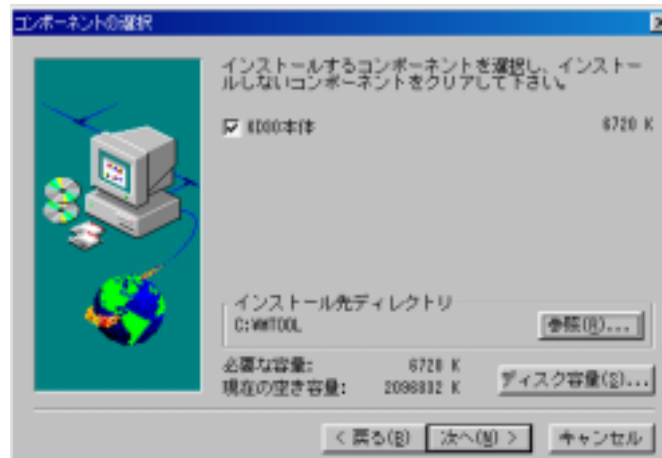 コンポーネントの選択
インストールするコンポーネントを選択し、インストー
ルしないコンポーネントをクリアして下さい。
本体 6720 K
インストール先ディレクトリ
参照(R)...
必要な容量: 6720 K
現在の空き容量: K
ディスク容量(S)...
< 戻る(B) 次へ(N) > キャンセル